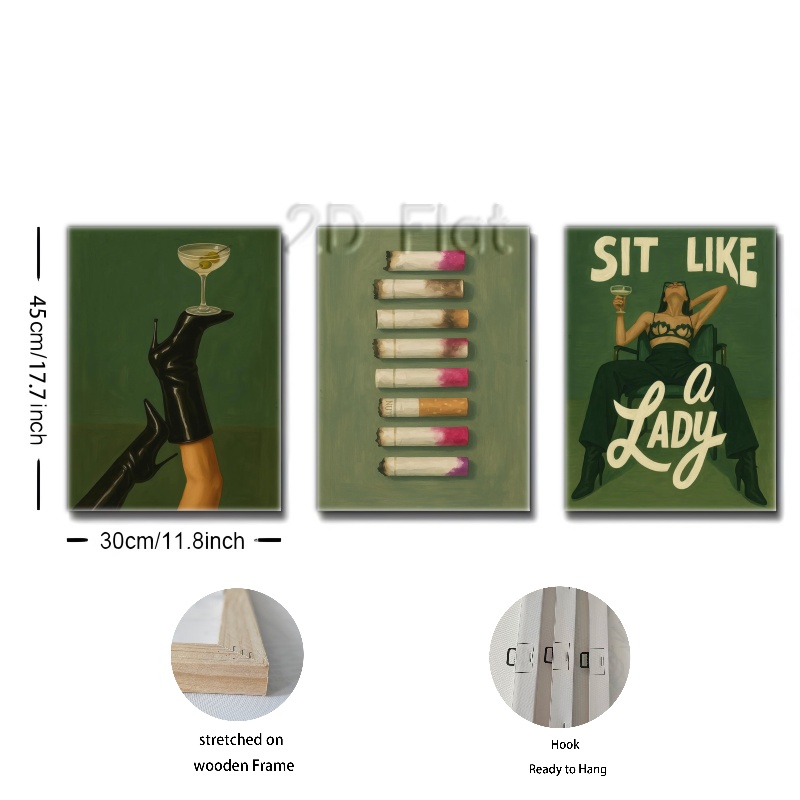 2D Flat
SIT LIKE
A
LADY
45cm/17.7inch
30cm/11.8inch
stretched on
wooden Frame
Hook
Ready to Hang